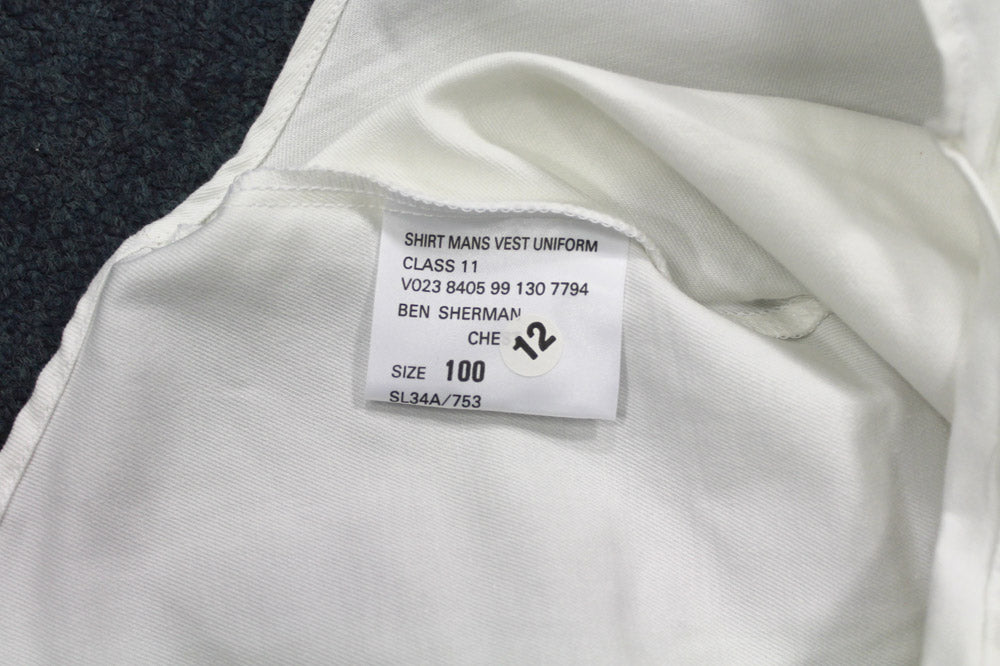 SHIRT MANS VEST UNIFORM
CLASS 11
V023 8405 99 130 7794
BEN SHERMAN
CHE
12
SIZE 100
SL34A/753